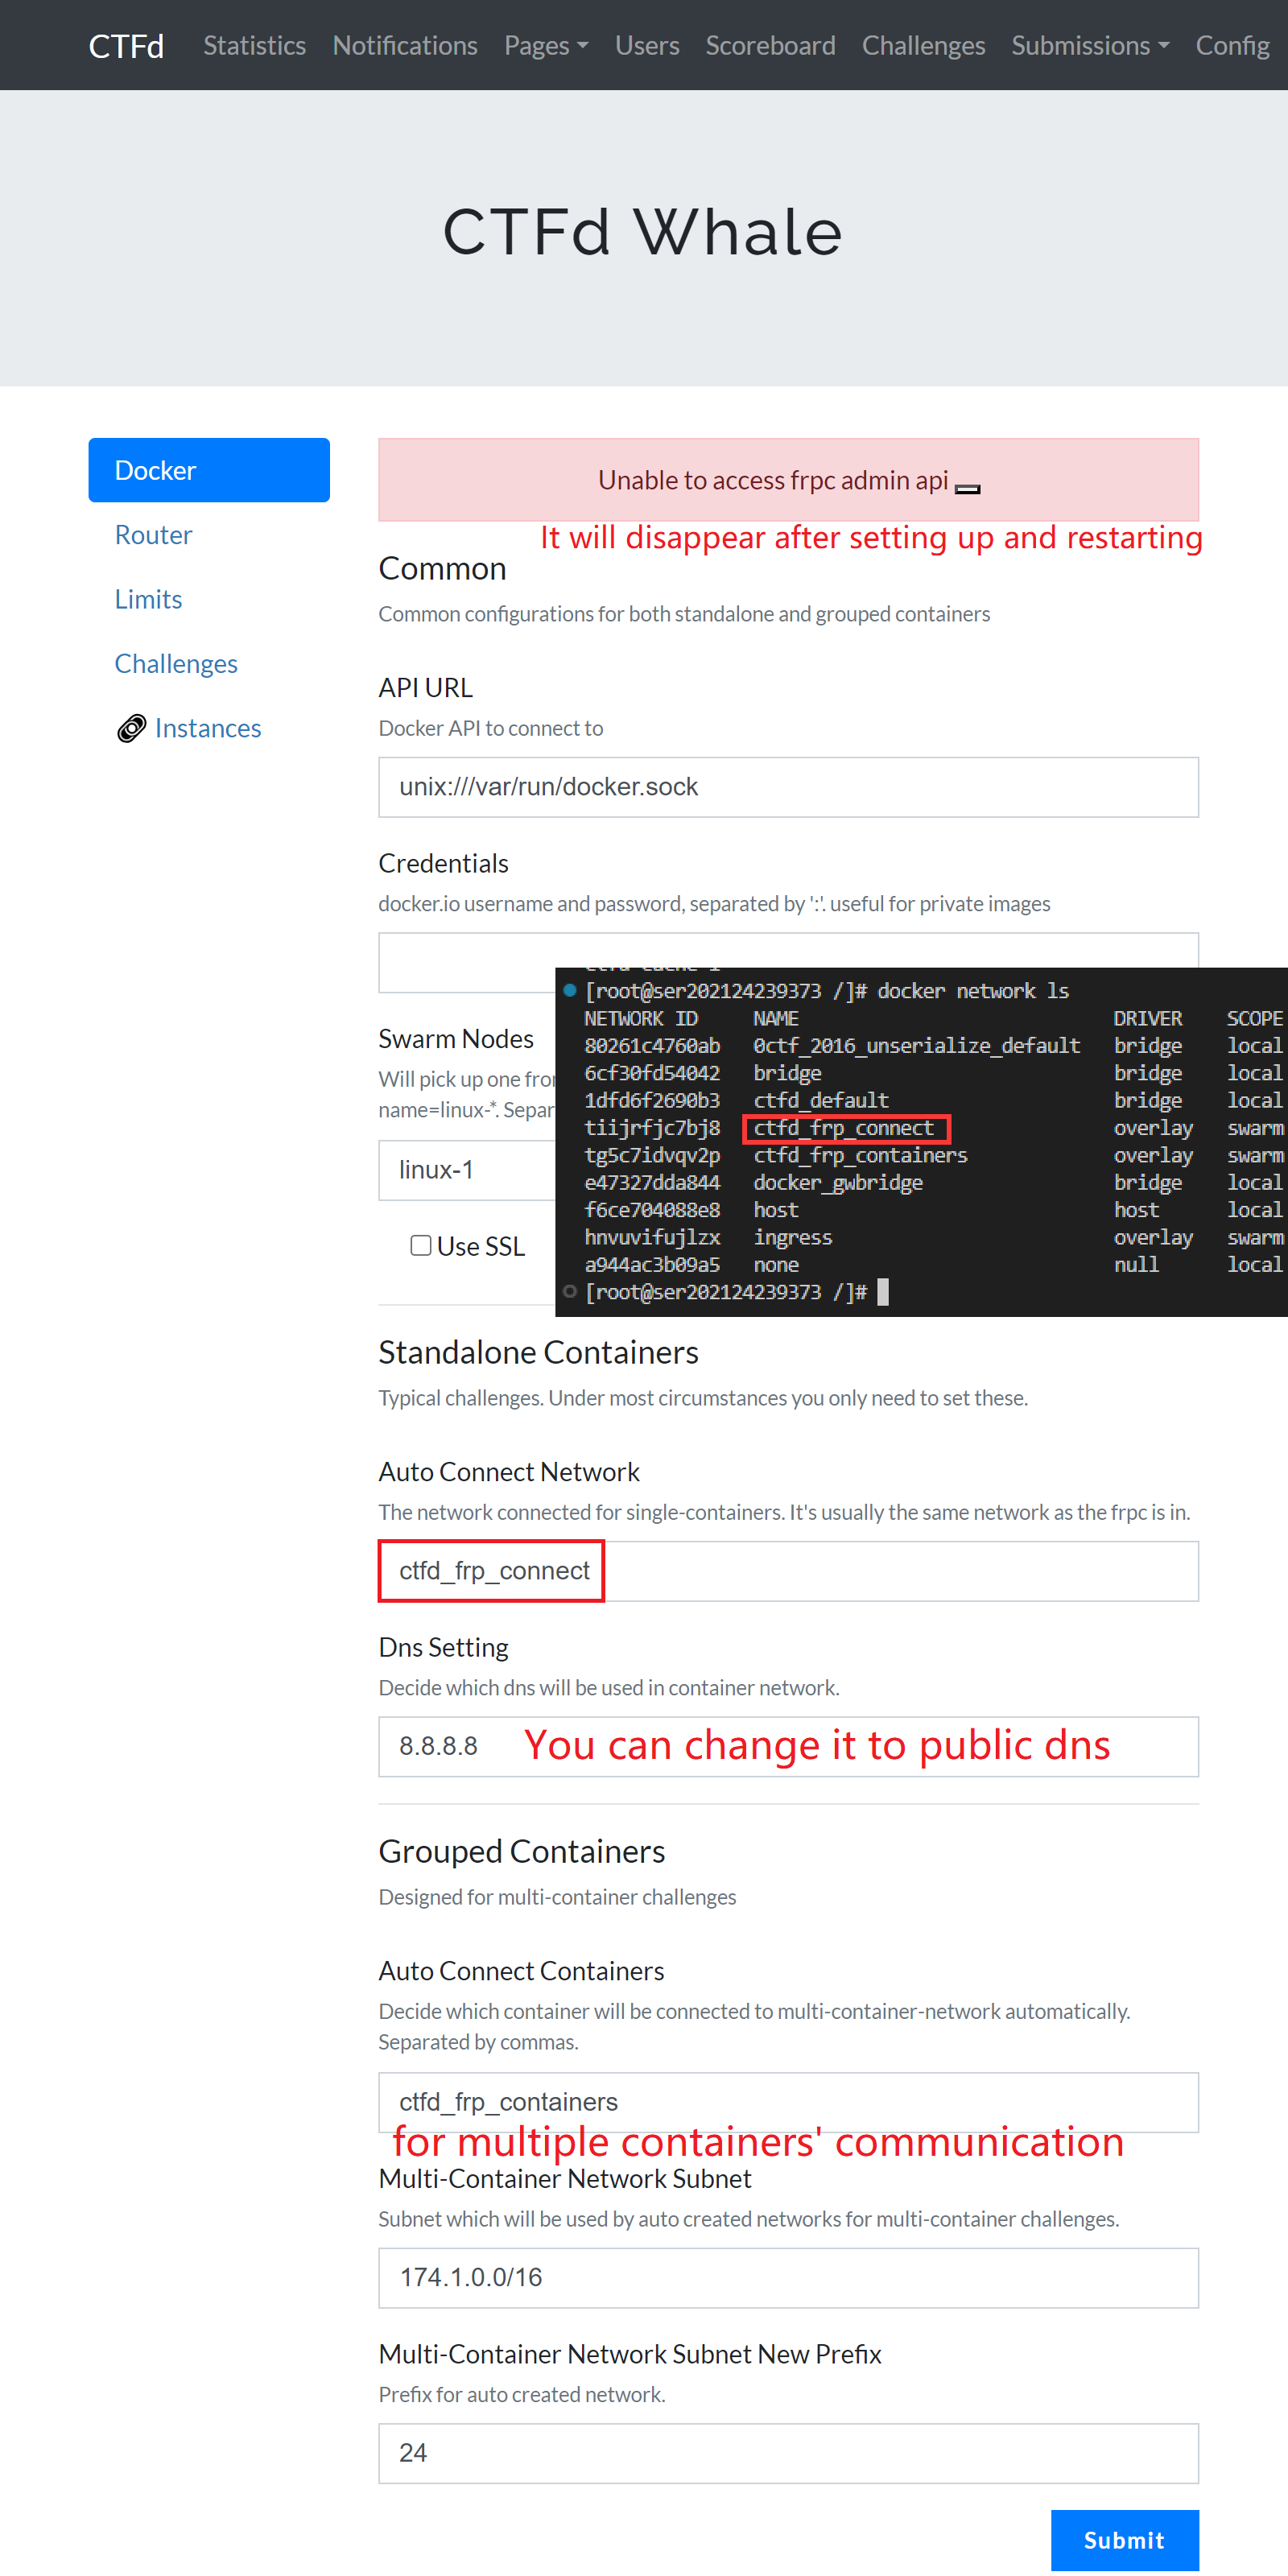 CTFd Statistics Notifications Pages Users Scoreboard Challenges Submissions Config
CTFd Whale
Docker
Router
Limits
Challenges
Instances
Unable to access frpc admin api
It will disappear after setting up and restarting
Common
Common configurations for both standalone and grouped containers
API URL
Docker API to connect to
unix:///var/run/docker.sock
Credentials
docker.io username and password, separated by ':'. useful for private images
Swarm Nodes
Will pick up one
name=linux-*.
linux-1
Use SSL
[root@ser202124239373 /]# docker network ls
NETWORK ID NAME DRIVER SCOPE
80261c4760ab 0ctf_2016_unserialize_default bridge local
6cf30fd54042 bridge bridge local
1dfd6f2690b3 ctfd_default bridge local
tiijrfjc7bj8 ctfd_frp_connect overlay swarm
tg5c7idvqv2p ctfd_frp_containers overlay swarm
e47327dda844 docker_gwbridge bridge local
f6ce704088e8 host host local
hnvuvifujlzx ingress overlay swarm
a944ac3b09a5 none null local
[root@ser202124239373 /]#
Standalone Containers
Typical challenges. Under most circumstances you only need to set these.
Auto Connect Network
The network connected for single-containers. It's usually the same network as the frpc is in.
ctfd_frp_connect
Dns Setting
Decide which dns will be used in container network.
8.8.8.8 You can change it to public dns
Grouped Containers
Designed for multi-container challenges
Auto Connect Containers
Decide which container will be connected to multi-container-network automatically.
Separated by commas.
ctfd_frp_containers
for multiple containers' communication
Multi-Container Network Subnet
Subnet which will be used by auto created networks for multi-container challenges.
174.1.0.0/16
Multi-Container Network Subnet New Prefix
Prefix for auto created network.
24
Submit